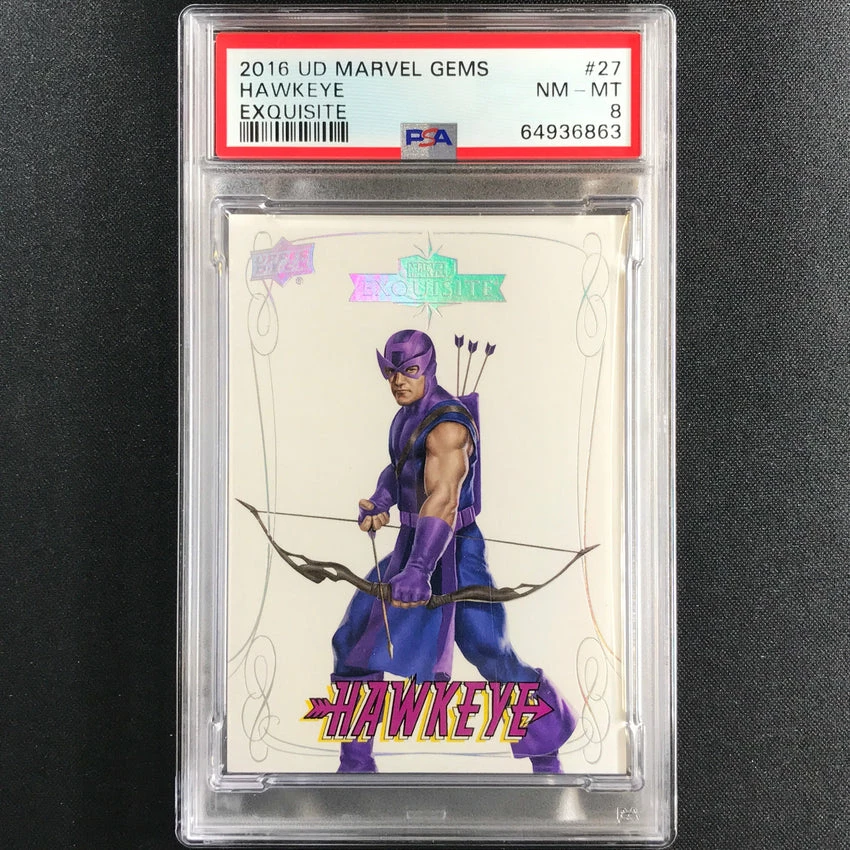 2016 UD MARVEL GEMS #27
HAWKEYE NM-MT
EXQUISITE 8
PSA 64936863
UPPER DECK ®
MARVEL
EXQUISITE
HAWKEYE